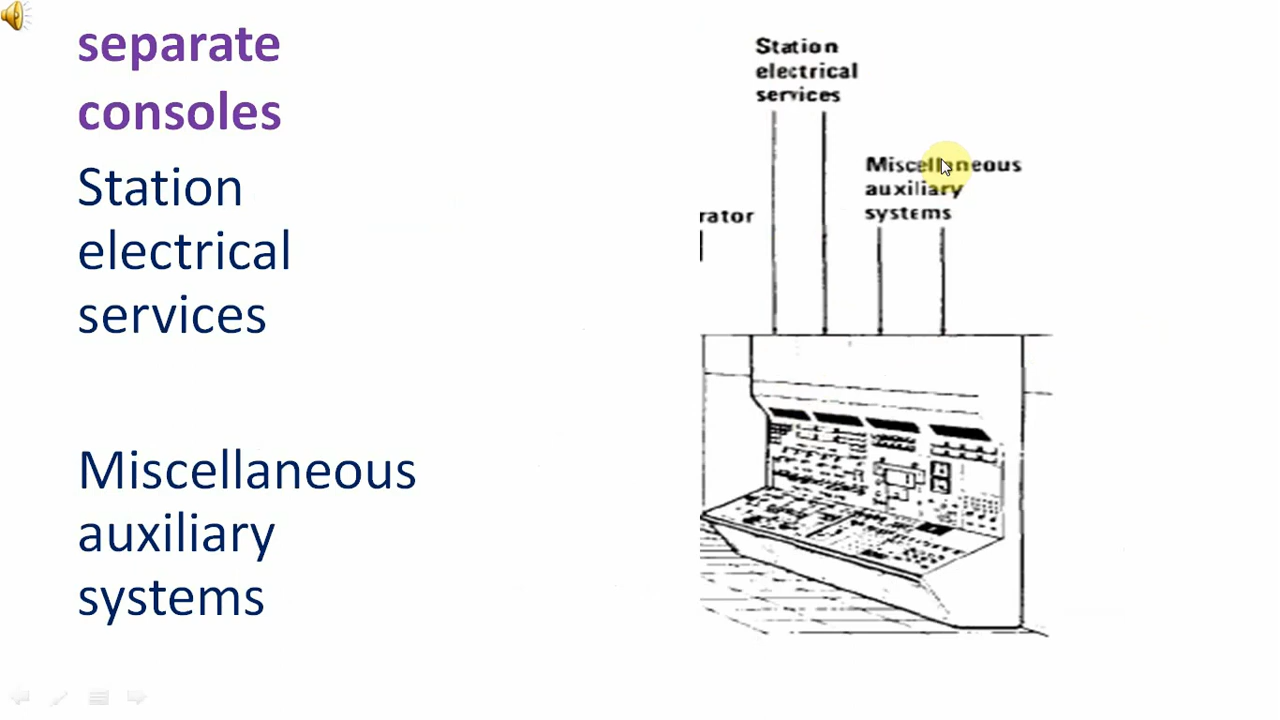 separate
consoles
Station
electrical
services
Miscellaneous
auxiliary
systems
Station
electrical
services
Miscellaneous
auxiliary
systems
rator